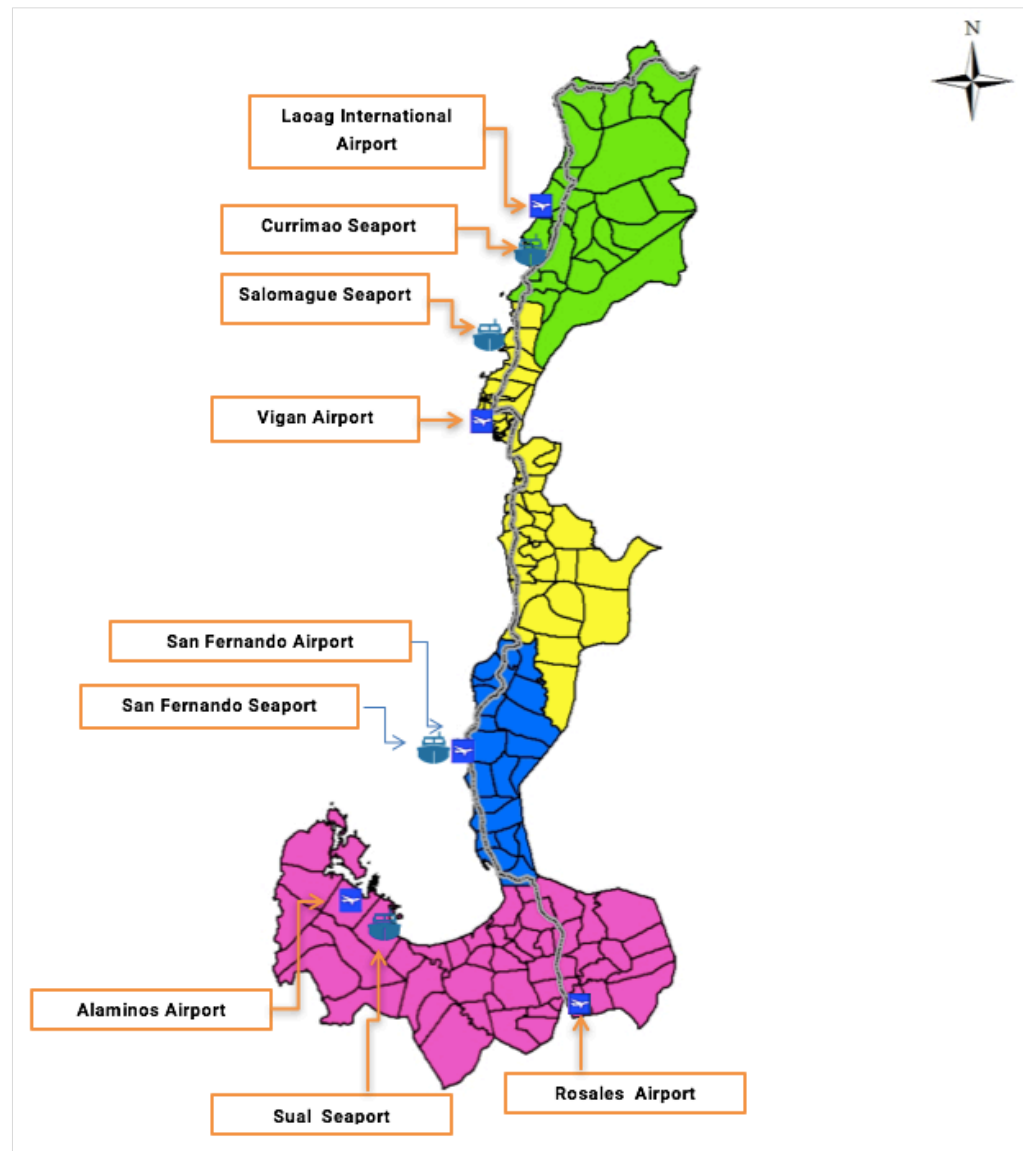 N
Laoag International
Airport
Currimao Seaport
Salomague Seaport
Vigan Airport
San Fernando Airport
San Fernando Seaport
Alaminos Airport
Rosales Airport
Sual Seaport